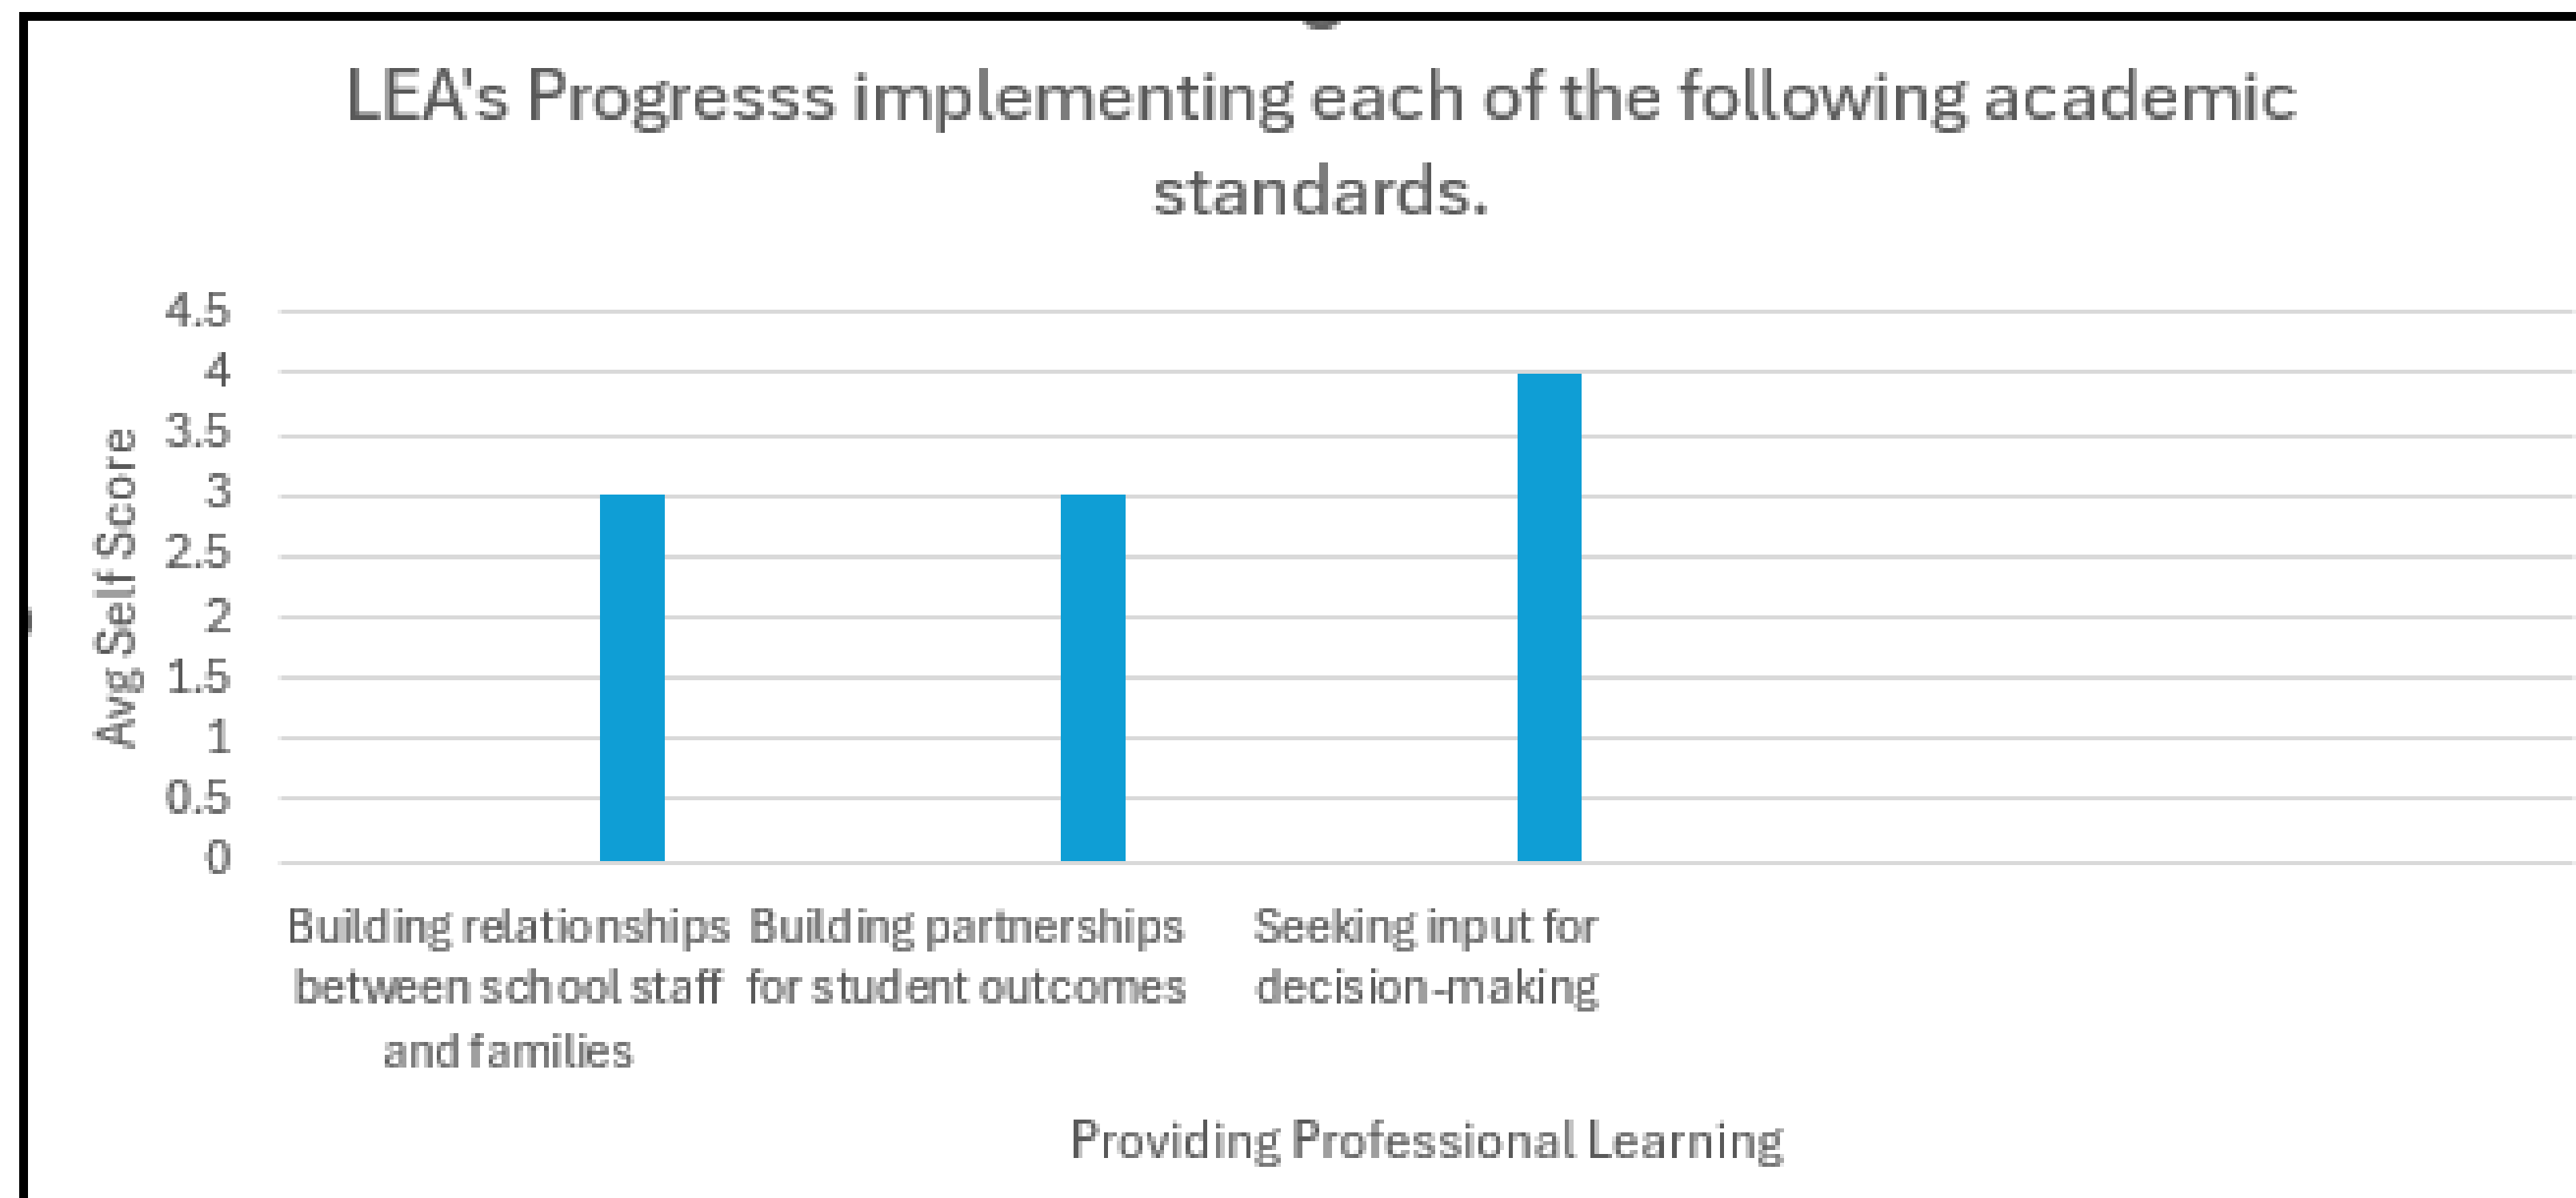 LEA's Progresss implementing each of the following academic
standards.
4.5
4
3.5
3
2.5
2
1.5
1
0.5
0
Avg Self Score
Building relationships
between school staff
and families
Building partnerships
for student outcomes
Seeking input for
decision-making
Providing Professional Learning